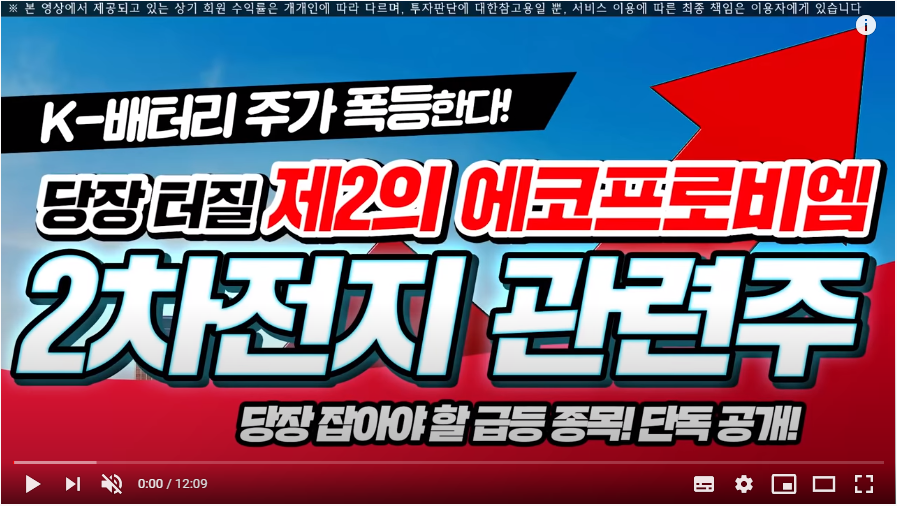 ※ 본 영상에서 제공되고 있는 상기 회원 수익률은 개개인에 따라 다르며, 투자판단에 대한참고용일 뿐, 서비스 이용에 따른 최종 책임은 이용자에게 있습니다
K-배터리 주가 폭등한다!
당장 터질 제2의 에코프로비엠
2차전지 관련주
당장 잡아야 할 급등 종목! 단독 공개!
0:00 / 12:09